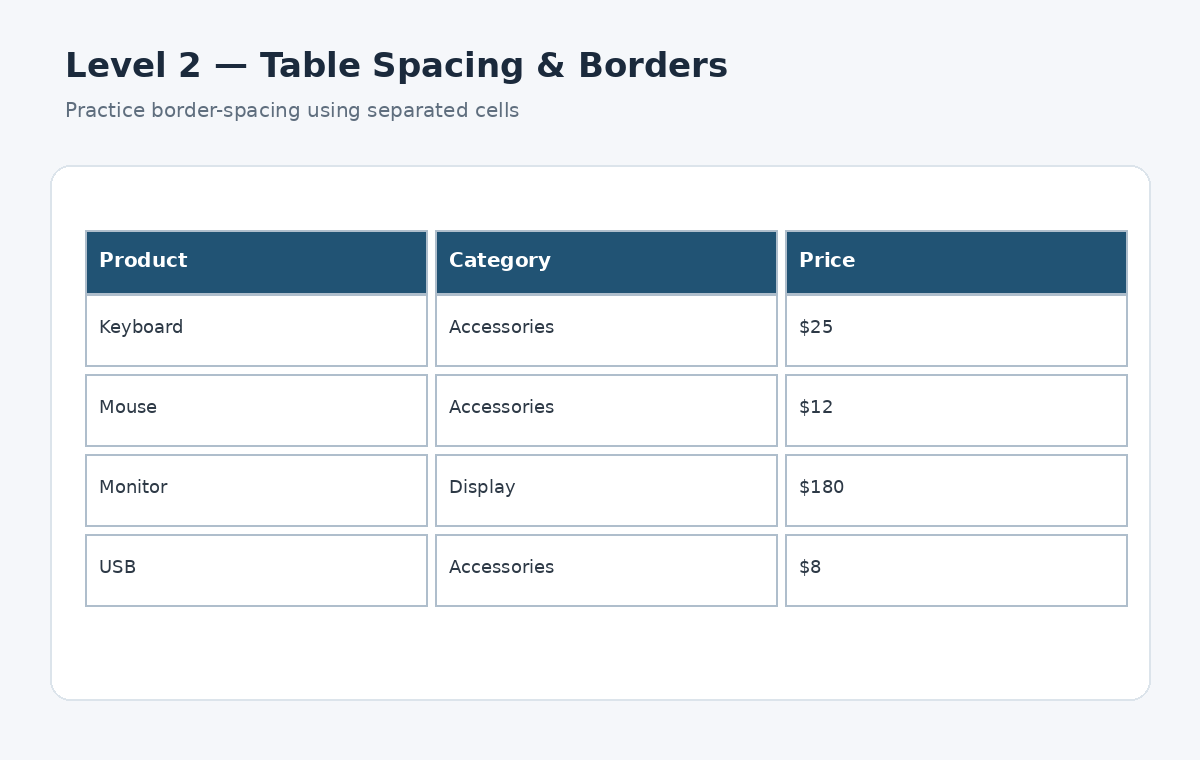 Level 2 — Table Spacing & Borders
Practice border-spacing using separated cells
Product Category Price
Keyboard Accessories $25
Mouse Accessories $12
Monitor Display $180
USB Accessories $8